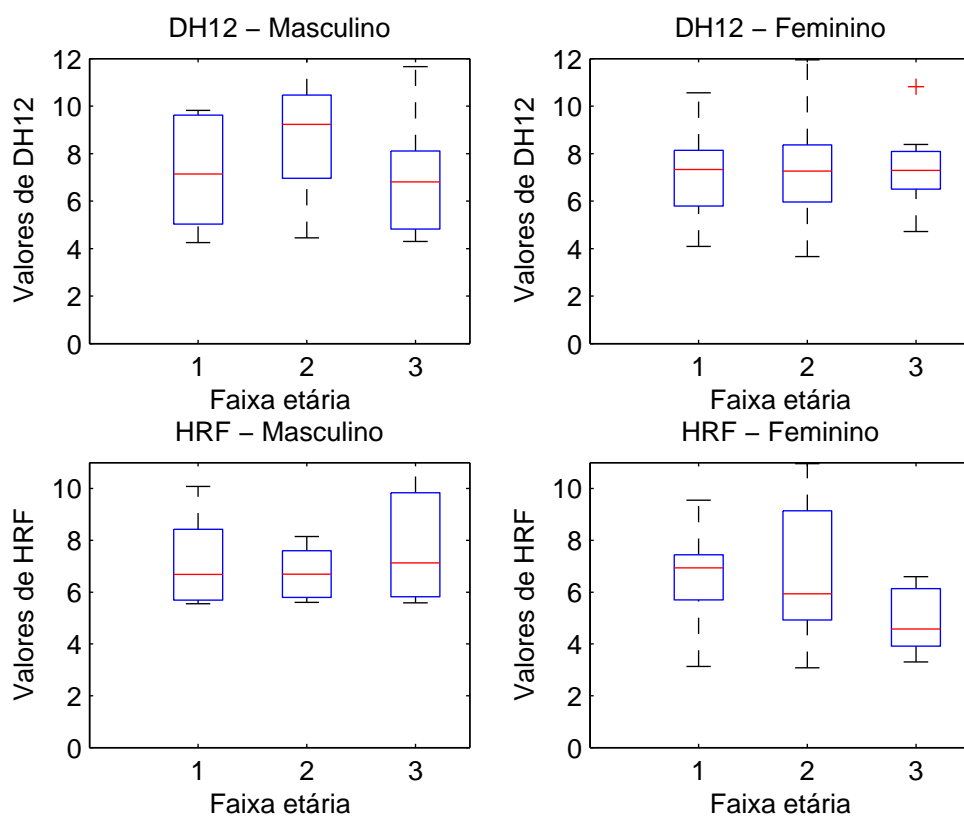 DH12 – Masculino
12
10
8
6
4
2
0
Valores de DH12
1 2 3
Faixa etária
DH12 – Feminino
12
10
8
6
4
2
0
Valores de DH12
1 2 3
Faixa etária
HRF – Masculino
10
8
6
4
2
0
Valores de HRF
1 2 3
Faixa etária
HRF – Feminino
10
8
6
4
2
0
Valores de HRF
1 2 3
Faixa etária